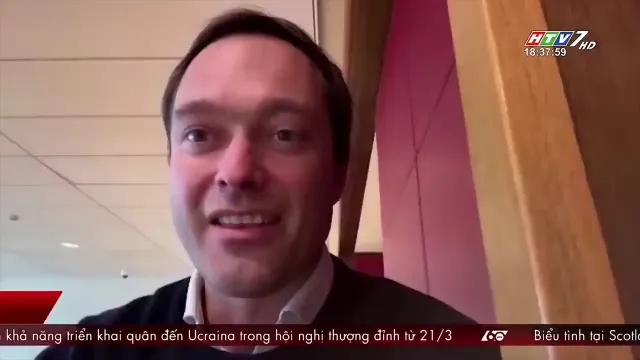 HTV7 HD
18:37:59
khả năng triển khai quân đến Ucraina trong hội nghị thượng đỉnh từ 21/3 60 Biểu tình tại Scotl